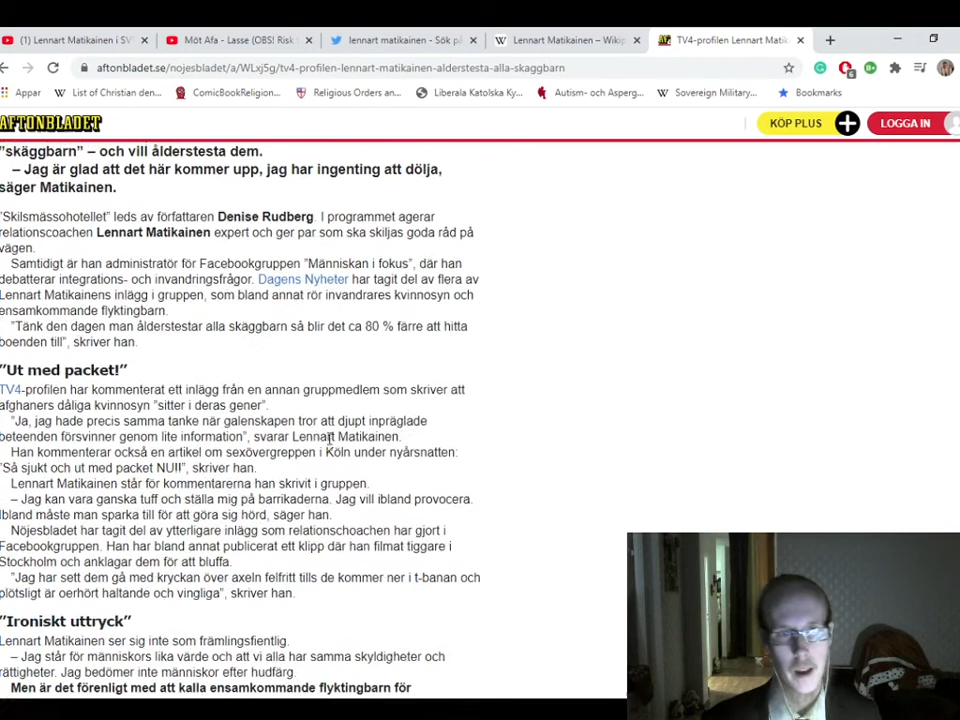 (1) Lennart Matikainen i SV
Möt Afa - Lasse (OBS! Risk
lennart matikainen - Sök på
Lennart Matikainen – Wikip
TV4-profilen Lennart Matik
aftonbladet.se/nojesbladet/a/WLxj5g/tv4-profilen-lennart-matikainen-alderstesta-alla-skaggbarn
6
Appar
List of Christian den...
ComicBookReligion...
Religious Orders an...
Liberala Katolska Ky...
Autism- och Asperg...
Sovereign Military...
Bookmarks
AFTONBLADET
KÖP PLUS
LOGGA IN
”skäggbarn” – och vill ålderstesta dem.
– Jag är glad att det här kommer upp, jag har ingenting att dölja,
säger Matikainen.
”Skilsmässohotellet” leds av författaren Denise Rudberg. I programmet agerar
relationscoachen Lennart Matikainen expert och ger par som ska skiljas goda råd på
vägen.
Samtidigt är han administratör för Facebookgruppen ”Människan i fokus”, där han
debatterar integrations- och invandringsfrågor. Dagens Nyheter har tagit del av flera av
Lennart Matikainens inlägg i gruppen, som bland annat rör invandrares kvinnosyn och
ensamkommande flyktingbarn.
”Tänk den dagen man ålderstestar alla skäggbarn så blir det ca 80 % färre att hitta
boenden till”, skriver han.
”Ut med packet!”
TV4-profilen har kommenterat ett inlägg från en annan gruppmedlem som skriver att
afghaners dåliga kvinnosyn ”sitter i deras gener”.
”Ja, jag hade precis samma tanke när galenskapen tror att djupt inpräglade
beteenden försvinner genom lite information”, svarar Lennart Matikainen.
Han kommenterar också en artikel om sexövergreppen i Köln under nyårsnatten:
”Så sjukt och ut med packet NU!!”, skriver han.
Lennart Matikainen står för kommentarerna han skrivit i gruppen.
– Jag kan vara ganska tuff och ställa mig på barrikaderna. Jag vill ibland provocera.
Ibland måste man sparka till för att göra sig hörd, säger han.
Nöjesbladet har tagit del av ytterligare inlägg som relationschoachen har gjort i
Facebookgruppen. Han har bland annat publicerat ett klipp där han filmat tiggare i
Stockholm och anklagar dem för att bluffa.
”Jag har sett dem gå med kryckan över axeln felfritt tills de kommer ner i t-banan och
plötsligt är oerhört haltande och vingliga”, skriver han.
”Ironiskt uttryck”
Lennart Matikainen ser sig inte som främlingsfientlig.
– Jag står för människors lika värde och att vi alla har samma skyldigheter och
rättigheter. Jag bedömer inte människor efter hudfärg.
Men är det förenligt med att kalla ensamkommande flyktingbarn för